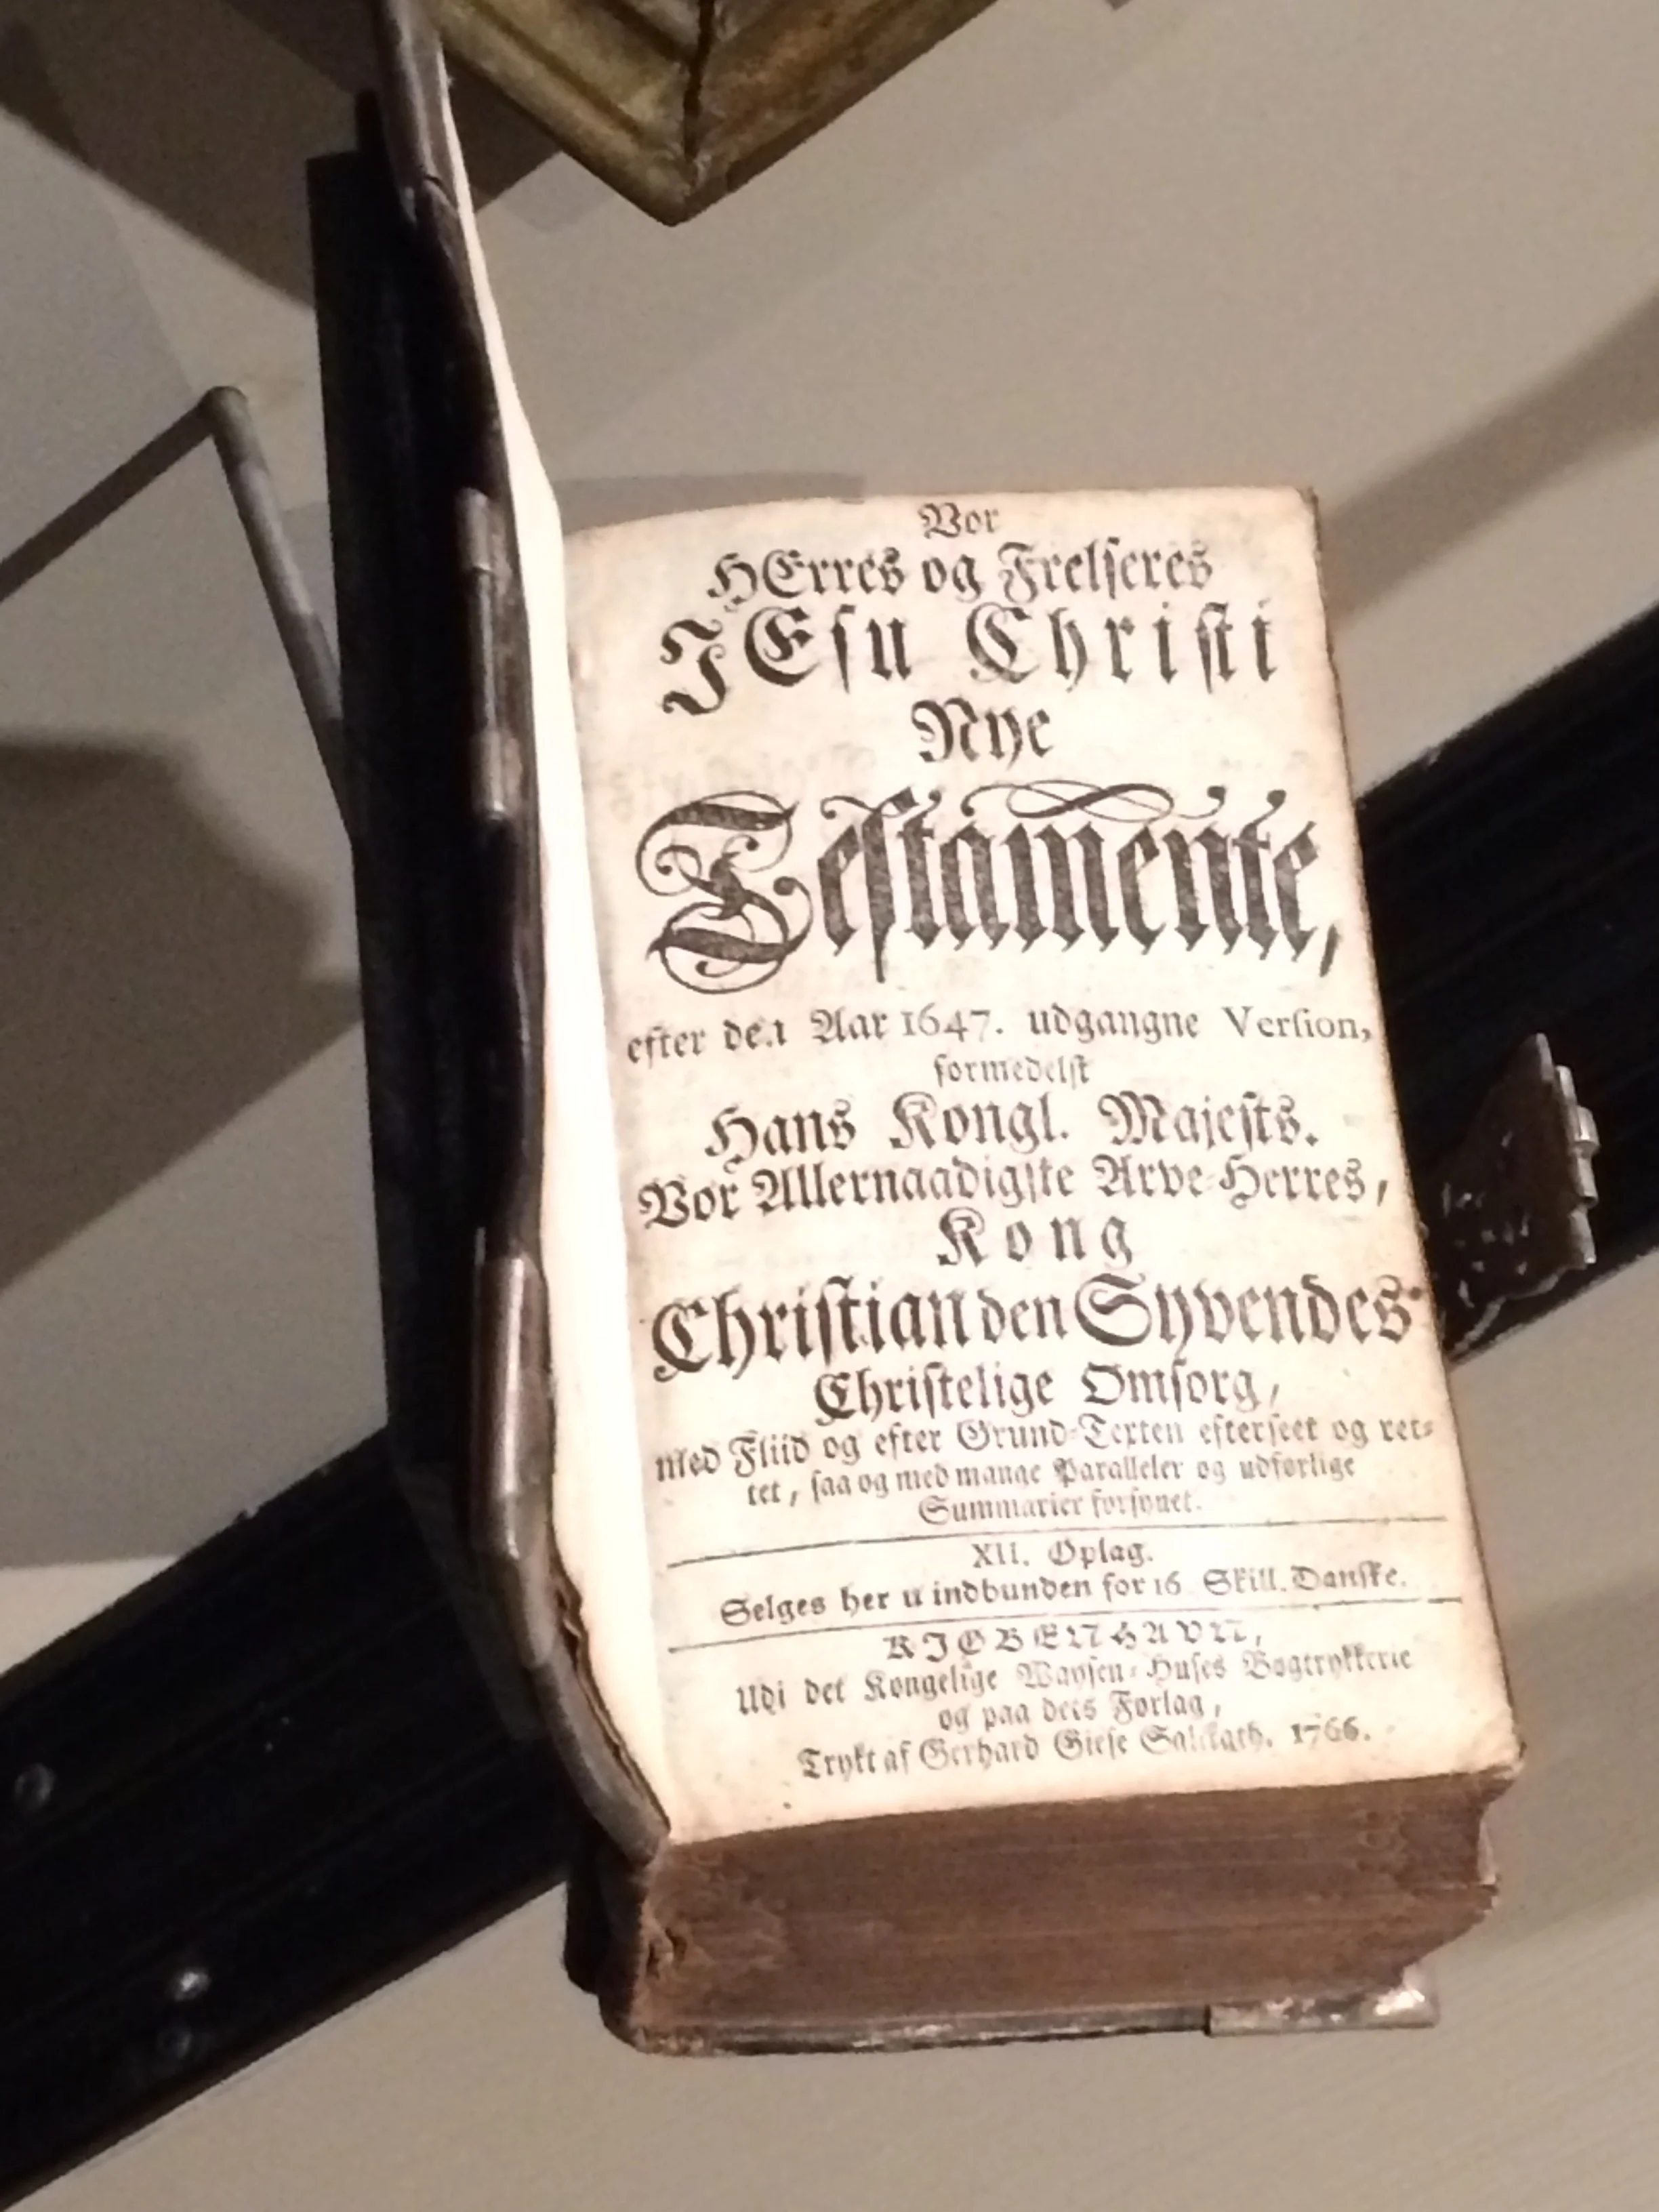 Vor
HErres og Frelseres
JEsu Christi
Nye
Testamente,
efter den Aar 1647. udgangne Version,
formedelst
Hans Kongl. Majests.
Vor Allernaadigste Arve-Herres,
Kong
Christian den Syvendes
Christelige Omsorg,
med Fliid og efter Grund-Texten efterseet og ret-
tet, saa og med mange Paralleler og udførlige
Summarier forsynet.
XII. Oplag.
Selges her uindbunden for 16 Skill. Danske.
KJØBENHAVN,
Udi det Kongelige Waysen-Huses Bogtrykkerie
og paa dets Forlag,
Trykt af Gerhard Giese Salicath. 1766.